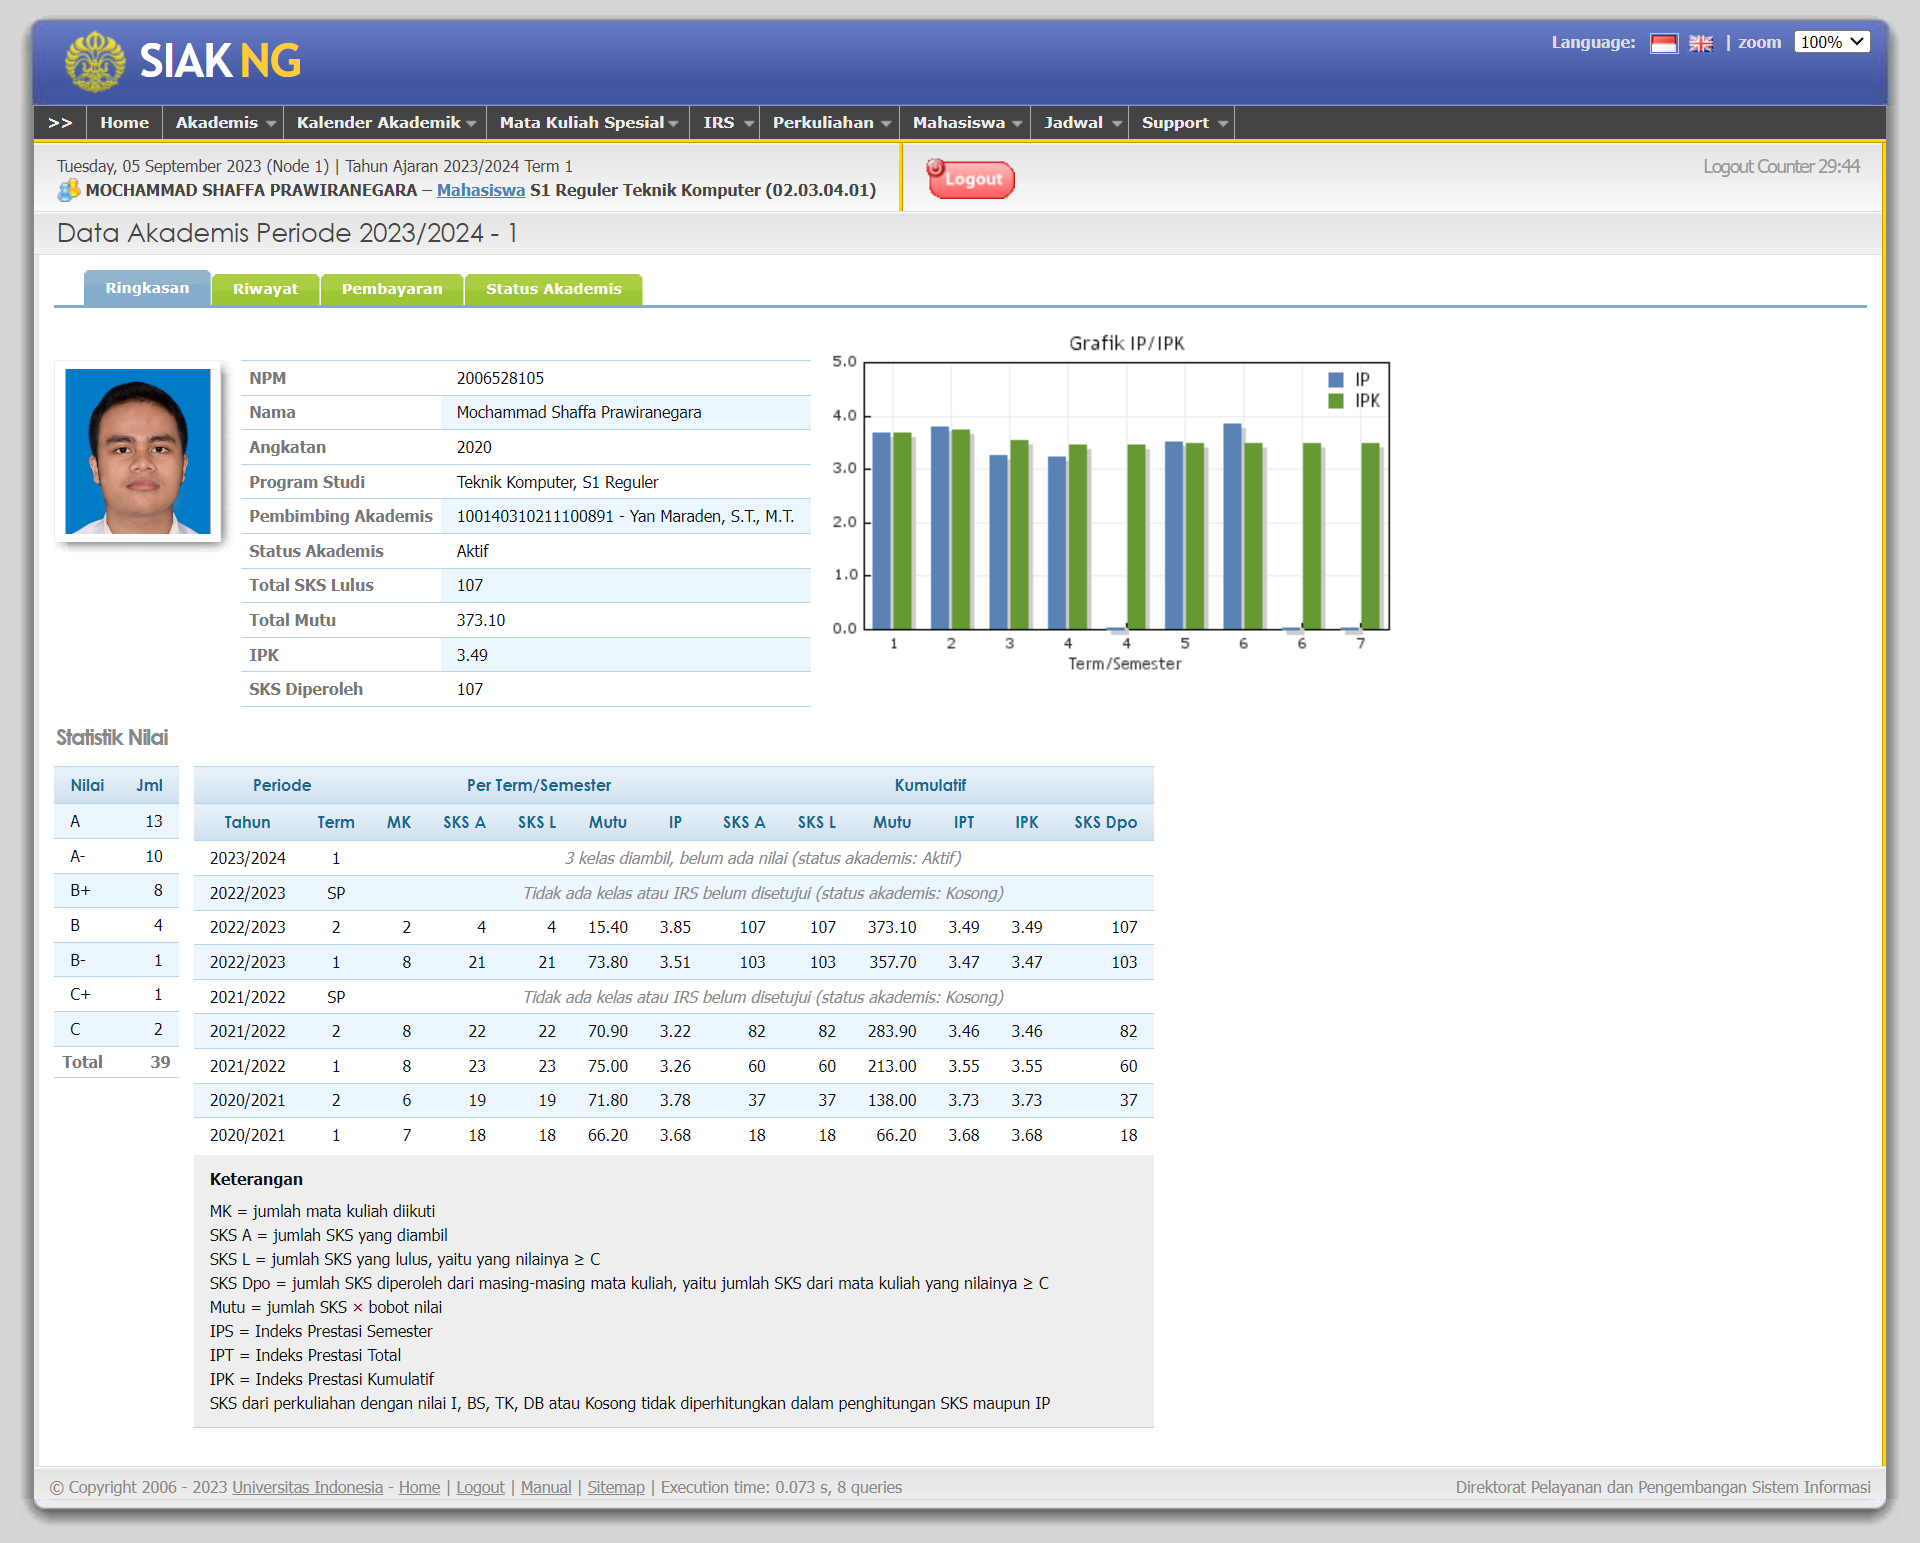 SIAK NG
Language: | zoom 100%
>> Home Akademis Kalender Akademik Mata Kuliah Spesial IRS Perkuliahan Mahasiswa Jadwal Support
Tuesday, 05 September 2023 (Node 1) | Tahun Ajaran 2023/2024 Term 1
MOCHAMMAD SHAFFA PRAWIRANEGARA – Mahasiswa S1 Reguler Teknik Komputer (02.03.04.01)
Logout
Logout Counter 29:44
Data Akademis Periode 2023/2024 - 1
Ringkasan Riwayat Pembayaran Status Akademis
NPM 2006528105
Nama Mochammad Shaffa Prawiranegara
Angkatan 2020
Program Studi Teknik Komputer, S1 Reguler
Pembimbing Akademis 100140310211100891 - Yan Maraden, S.T., M.T.
Status Akademis Aktif
Total SKS Lulus 107
Total Mutu 373.10
IPK 3.49
SKS Diperoleh 107
Grafik IP/IPK
5.0
4.0
3.0
2.0
1.0
0.0
IP
IPK
1 2 3 4 4 5 6 6 7
Term/Semester
Statistik Nilai
Nilai Jml
A 13
A- 10
B+ 8
B 4
B- 1
C+ 1
C 2
Total 39
Periode Per Term/Semester Kumulatif
Tahun Term MK SKS A SKS L Mutu IP SKS A SKS L Mutu IPT IPK SKS Dpo
2023/2024 1 3 kelas diambil, belum ada nilai (status akademis: Aktif)
2022/2023 SP Tidak ada kelas atau IRS belum disetujui (status akademis: Kosong)
2022/2023 2 2 4 4 15.40 3.85 107 107 373.10 3.49 3.49 107
2022/2023 1 8 21 21 73.80 3.51 103 103 357.70 3.47 3.47 103
2021/2022 SP Tidak ada kelas atau IRS belum disetujui (status akademis: Kosong)
2021/2022 2 8 22 22 70.90 3.22 82 82 283.90 3.46 3.46 82
2021/2022 1 8 23 23 75.00 3.26 60 60 213.00 3.55 3.55 60
2020/2021 2 6 19 19 71.80 3.78 37 37 138.00 3.73 3.73 37
2020/2021 1 7 18 18 66.20 3.68 18 18 66.20 3.68 3.68 18
Keterangan
MK = jumlah mata kuliah diikuti
SKS A = jumlah SKS yang diambil
SKS L = jumlah SKS yang lulus, yaitu yang nilainya ≥ C
SKS Dpo = jumlah SKS diperoleh dari masing-masing mata kuliah, yaitu jumlah SKS dari mata kuliah yang nilainya ≥ C
Mutu = jumlah SKS × bobot nilai
IPS = Indeks Prestasi Semester
IPT = Indeks Prestasi Total
IPK = Indeks Prestasi Kumulatif
SKS dari perkuliahan dengan nilai I, BS, TK, DB atau Kosong tidak diperhitungkan dalam penghitungan SKS maupun IP
© Copyright 2006 - 2023 Universitas Indonesia - Home | Logout | Manual | Sitemap | Execution time: 0.073 s, 8 queries
Direktorat Pelayanan dan Pengembangan Sistem Informasi